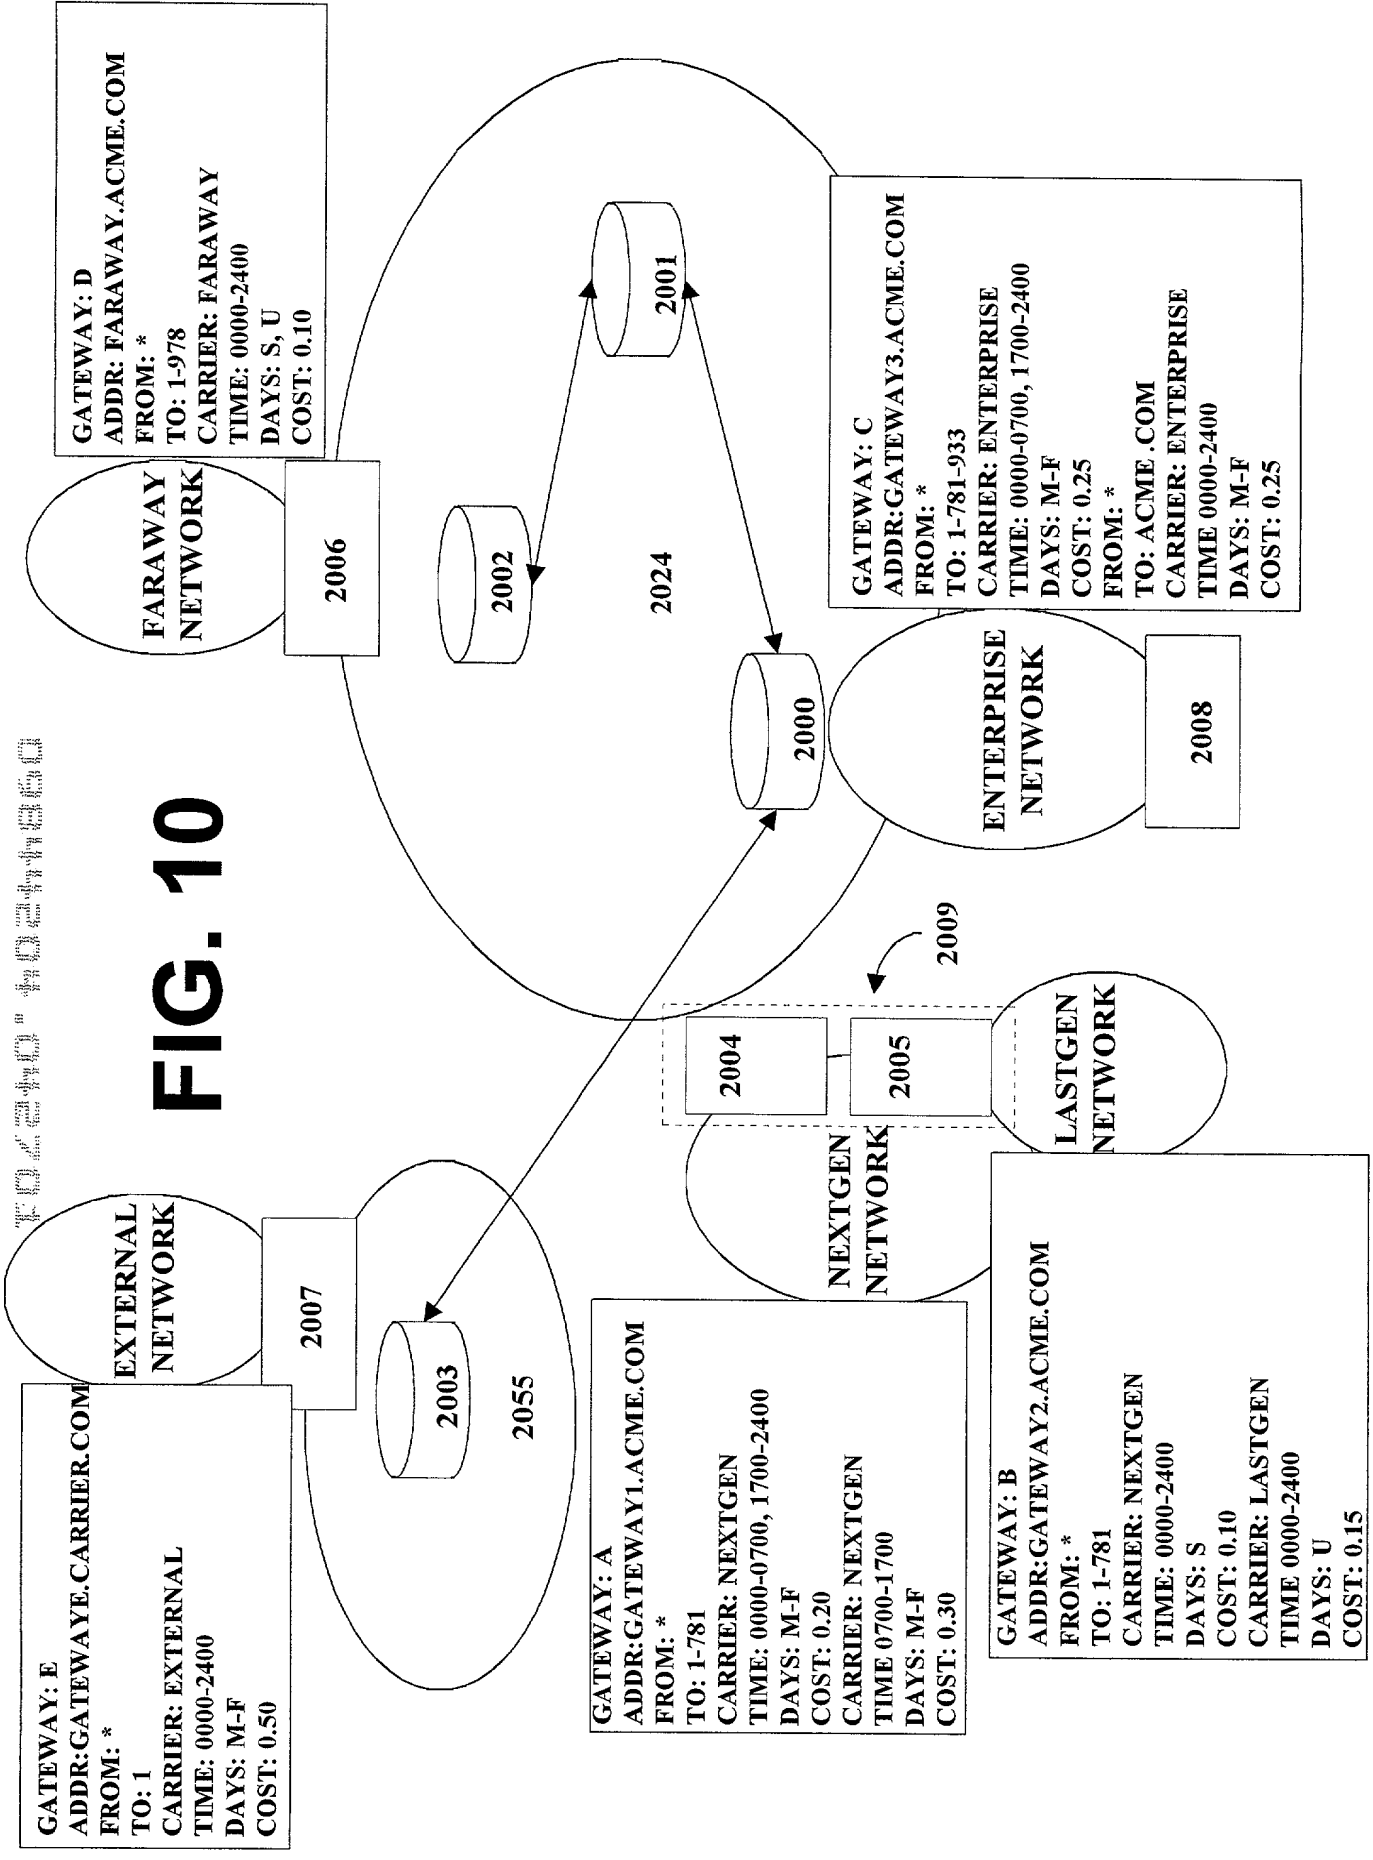 FIG. 10
GATEWAY: E
ADDR:GATEWAYE.CARRIER.COM
FROM: *
TO: 1
CARRIER: EXTERNAL
TIME: 0000-2400
DAYS: M-F
COST: 0.50
EXTERNAL
NETWORK
2007
2003
2055
GATEWAY: D
ADDR: FARAWAY.ACME.COM
FROM: *
TO: 1-978
CARRIER: FARAWAY
TIME: 0000-2400
DAYS: S, U
COST: 0.10
FARAWAY
NETWORK
2006
2002
2001
2024
2000
GATEWAY: A
ADDR:GATEWAY1.ACME.COM
FROM: *
TO: 1-781
CARRIER: NEXTGEN
TIME: 0000-0700, 1700-2400
DAYS: M-F
COST: 0.20
CARRIER: NEXTGEN
TIME 0700-1700
DAYS: M-F
COST: 0.30
NEXTGEN
NETWORK
2004
2005
2009
GATEWAY: B
ADDR:GATEWAY2.ACME.COM
FROM: *
TO: 1-781
CARRIER: NEXTGEN
TIME: 0000-2400
DAYS: S
COST: 0.10
CARRIER: LASTGEN
TIME 0000-2400
DAYS: U
COST: 0.15
LASTGEN
NETWORK
ENTERPRISE
NETWORK
2008
GATEWAY: C
ADDR:GATEWAY3.ACME.COM
FROM: *
TO: 1-781-933
CARRIER: ENTERPRISE
TIME: 0000-0700, 1700-2400
DAYS: M-F
COST: 0.25
FROM: *
TO: ACME .COM
CARRIER: ENTERPRISE
TIME 0000-2400
DAYS: M-F
COST: 0.25